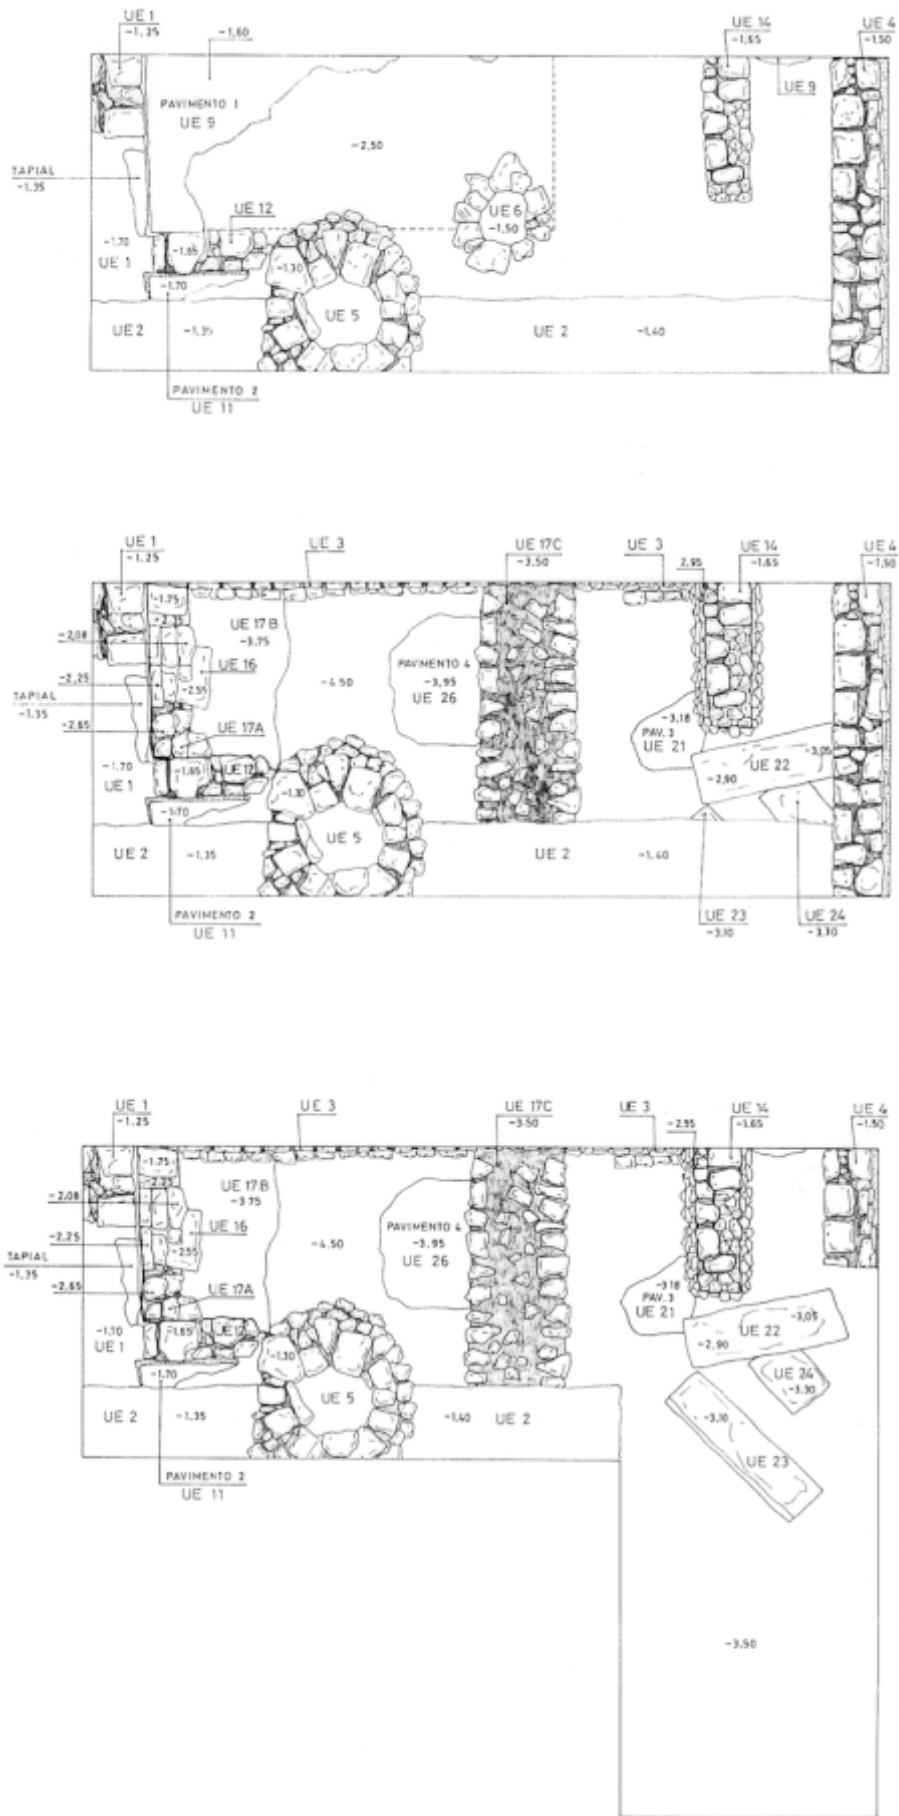 UE 1
-1,25
-1,60
UE 14
-1,65
UE 4
-1,50
PAVIMENTO 1
UE 9
UE 9
-2,50
TAPIAL
-1,35
UE 12
UE 6
-1,50
-1,70
-1,65
UE 1
-1,30
-1,70
UE 5
UE 2
-1,35
UE 2
-1,40
PAVIMENTO 2
UE 11
UE 1
-1,25
UE 3
UE 17C
-3,50
UE 3
2,95
UE 14
-1,65
UE 4
-1,50
-1,75
-2,25
-2,08
UE 17B
-3,75
UE 16
PAVIMENTO 4
-3,95
UE 26
-2,25
-2,55
-4,50
TAPIAL
-1,35
-2,65
UE 17A
-3,18
PAV. 3
UE 21
-3,05
UE 22
-2,90
-1,70
-1,65
UE 12
UE 1
-1,30
-1,70
UE 5
UE 2
-1,35
UE 2
-1,40
PAVIMENTO 2
UE 11
UE 23
-3,10
UE 24
-3,30
UE 1
-1,25
UE 3
UE 17C
-3,50
UE 3
-2,95
UE 14
-1,65
UE 4
-1,50
-1,75
-2,25
-2,08
UE 17B
-3,75
UE 16
PAVIMENTO 4
-3,95
UE 26
-2,25
-2,55
-4,50
TAPIAL
-1,35
-2,65
UE 17A
-3,18
PAV. 3
UE 21
-3,05
UE 22
-2,90
-1,70
-1,65
UE 12
UE 1
-1,30
-1,70
UE 5
UE 24
-3,30
UE 2
-1,35
-1,40
UE 2
-3,10
UE 23
PAVIMENTO 2
UE 11
-3,50